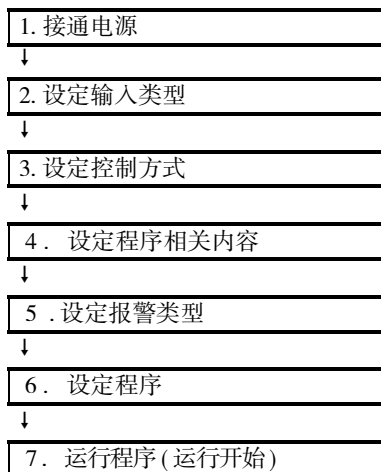 1. 接通电源
↓
2. 设定输入类型
↓
3. 设定控制方式
↓
4 .  设定程序相关内容
↓
5 . 设定报警类型
↓
6 .  设定程序
↓
7 .  运行程序 ( 运行开始 )